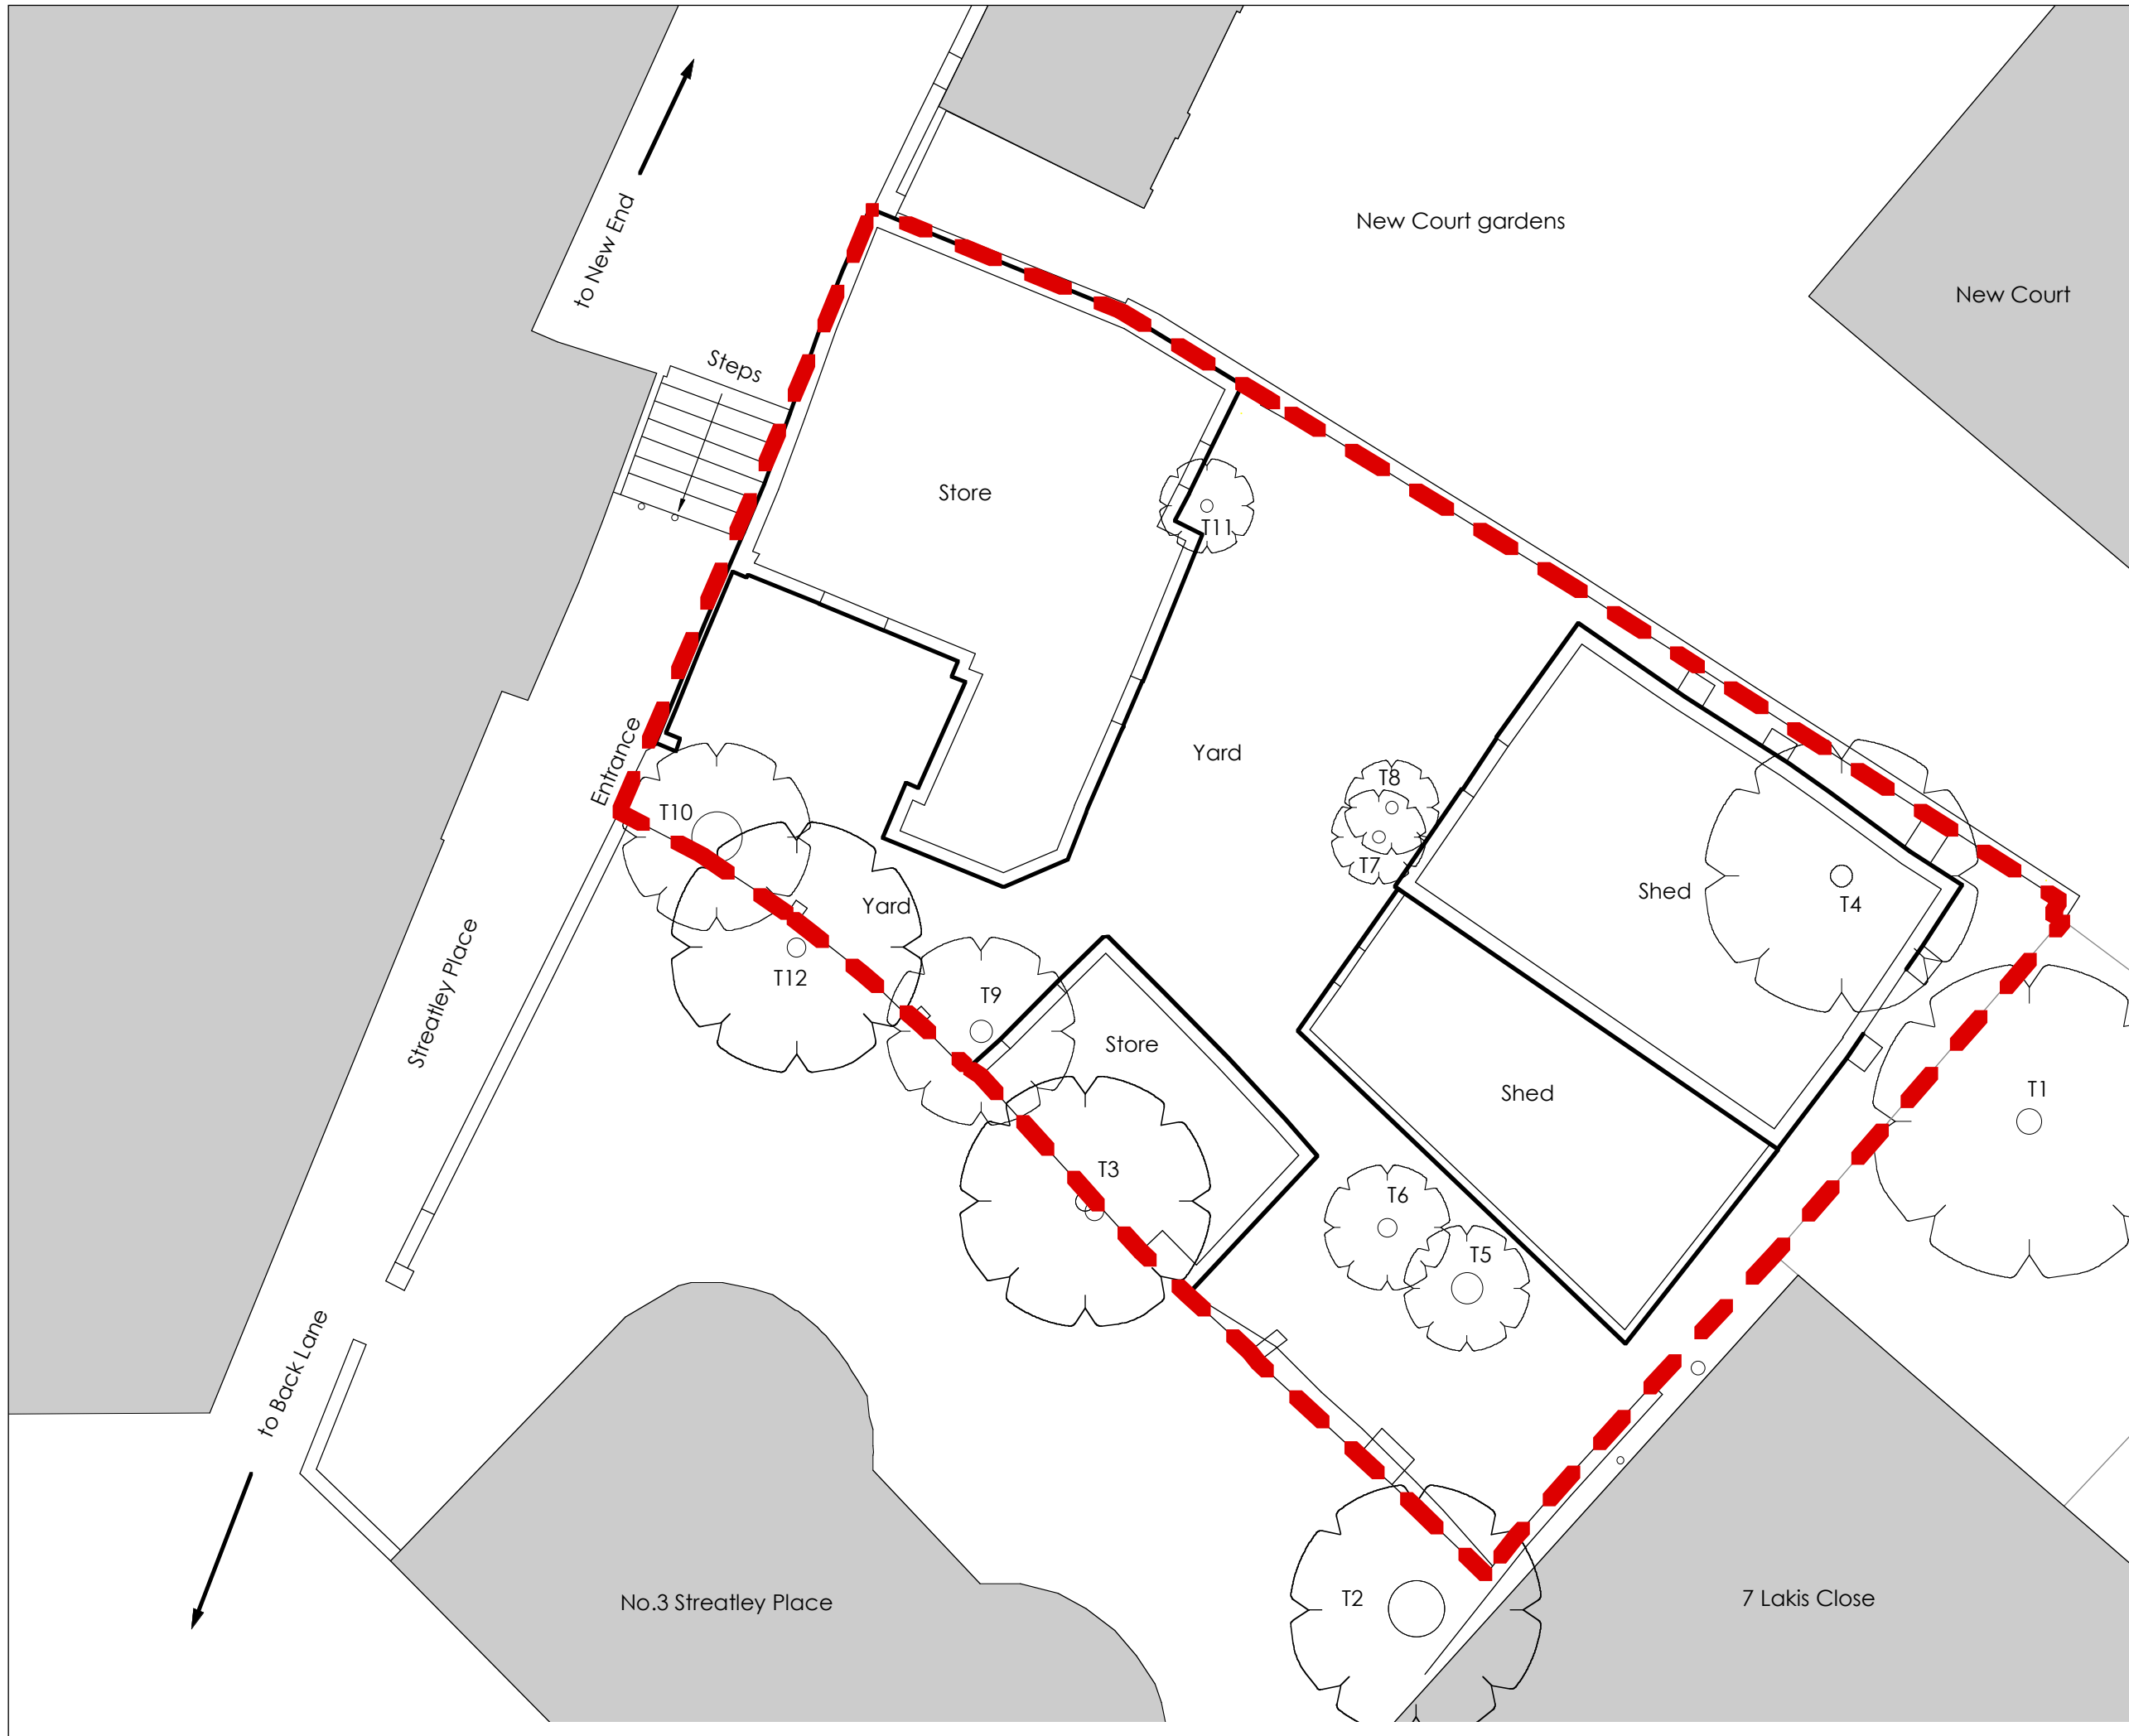 to New End
New Court gardens
New Court
Steps
Store
T11
Entrance
Yard
T8
T10
T7
Shed
T4
Yard
T12
T9
Streatley Place
Store
Shed
T1
T3
T6
T5
to Back Lane
No.3 Streatley Place
T2
7 Lakis Close